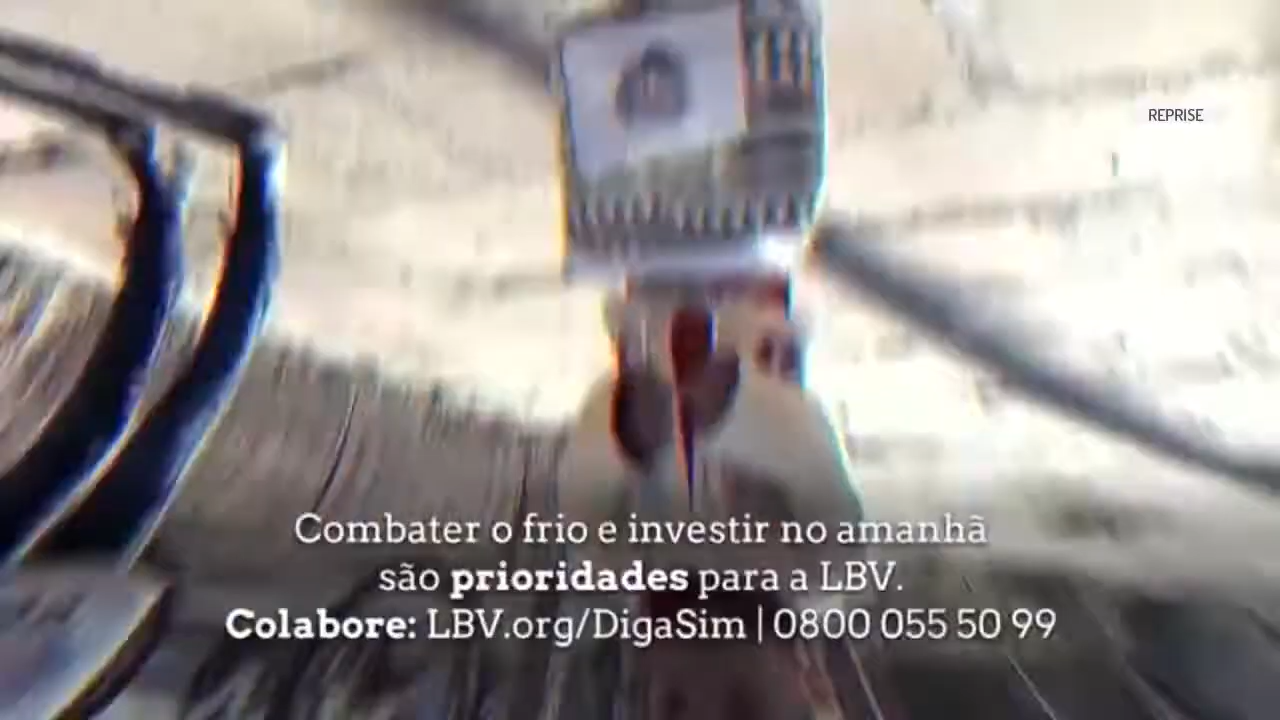 REPRISE
Combater o frio e investir no amanhã
são prioridades para a LBV.
Colabore: LBV.org/DigaSim | 0800 055 50 99